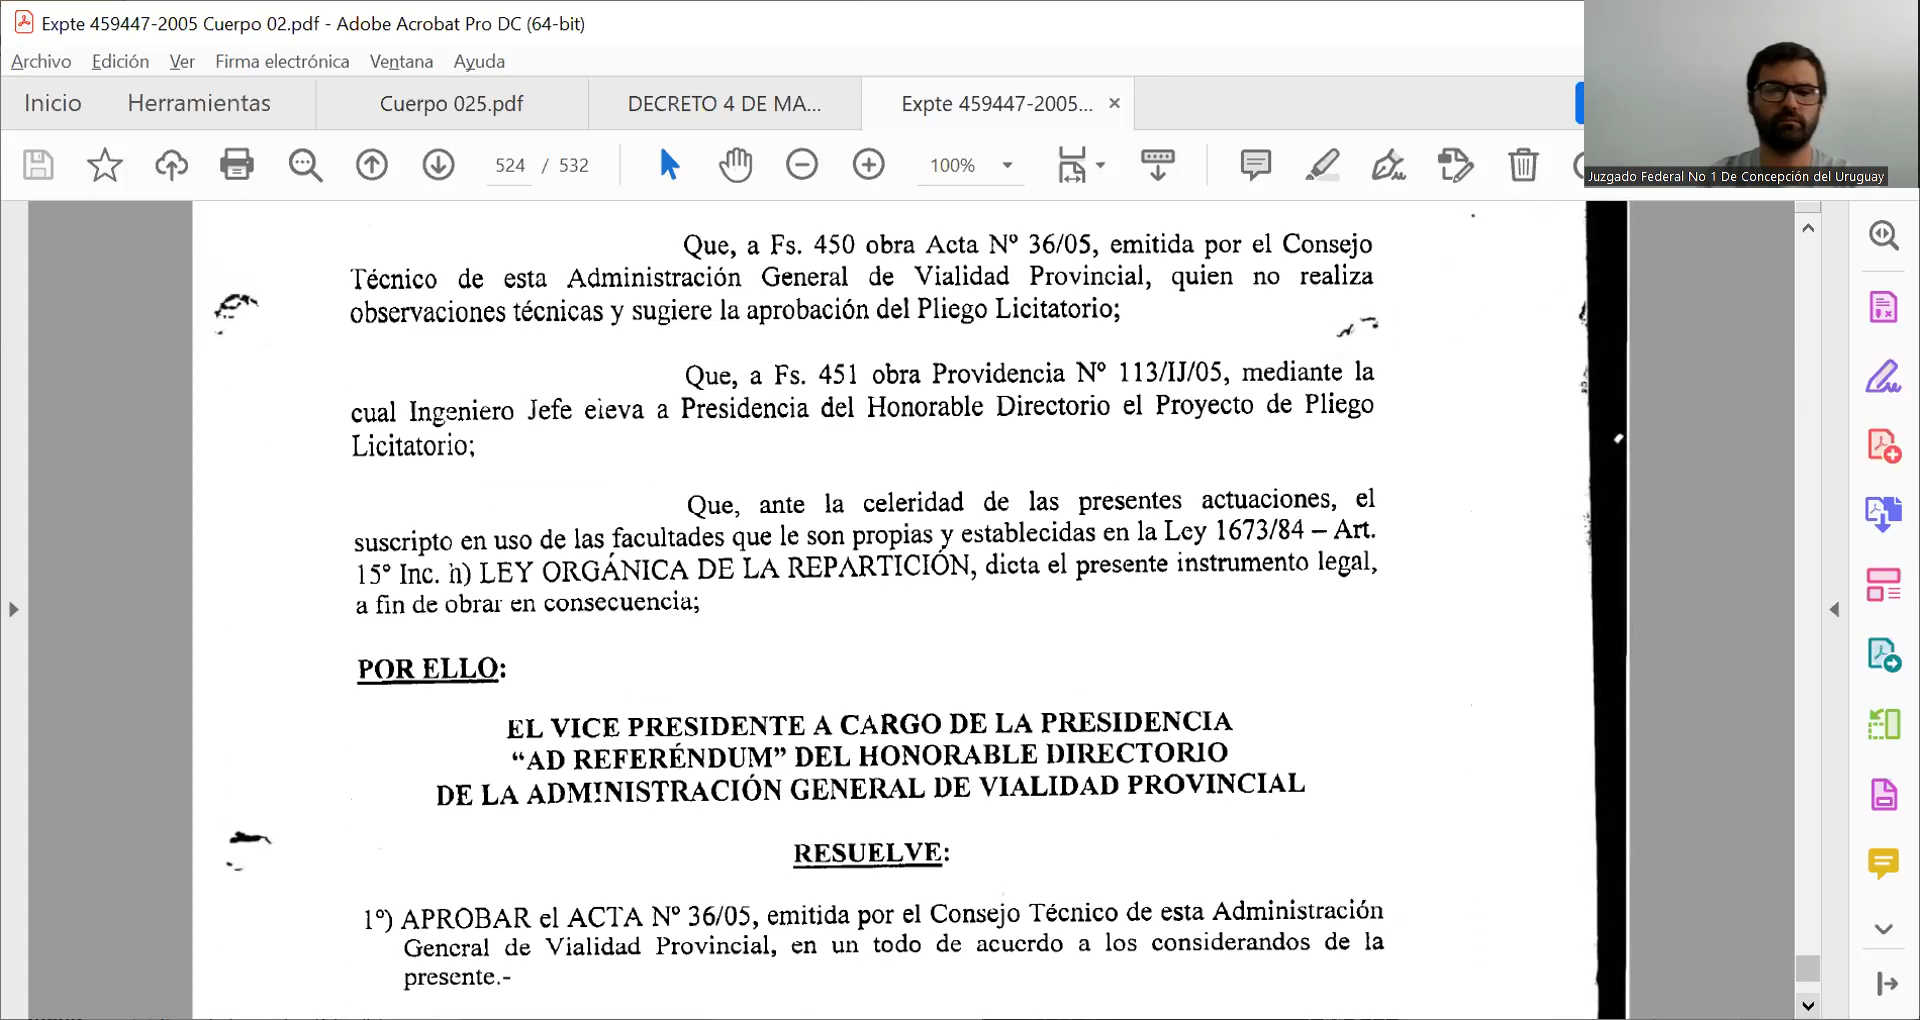 Expte 459447-2005 Cuerpo 02.pdf - Adobe Acrobat Pro DC (64-bit)
Archivo Edición Ver Firma electrónica Ventana Ayuda
Inicio Herramientas Cuerpo 025.pdf DECRETO 4 DE MA... Expte 459447-2005... ×
524 / 532 100%
Juzgado Federal No 1 De Concepción del Uruguay
Que, a Fs. 450 obra Acta Nº 36/05, emitida por el Consejo
Técnico de esta Administración General de Vialidad Provincial, quien no realiza
observaciones técnicas y sugiere la aprobación del Pliego Licitatorio;
Que, a Fs. 451 obra Providencia Nº 113/IJ/05, mediante la
cual Ingeniero Jefe eleva a Presidencia del Honorable Directorio el Proyecto de Pliego
Licitatorio;
Que, ante la celeridad de las presentes actuaciones, el
suscripto en uso de las facultades que le son propias y establecidas en la Ley 1673/84 – Art.
15° Inc. h) LEY ORGÁNICA DE LA REPARTICIÓN, dicta el presente instrumento legal,
a fin de obrar en consecuencia;
POR ELLO:
EL VICE PRESIDENTE A CARGO DE LA PRESIDENCIA
“AD REFERÉNDUM” DEL HONORABLE DIRECTORIO
DE LA ADMINISTRACIÓN GENERAL DE VIALIDAD PROVINCIAL
RESUELVE:
1º) APROBAR el ACTA Nº 36/05, emitida por el Consejo Técnico de esta Administración
General de Vialidad Provincial, en un todo de acuerdo a los considerandos de la
presente.-